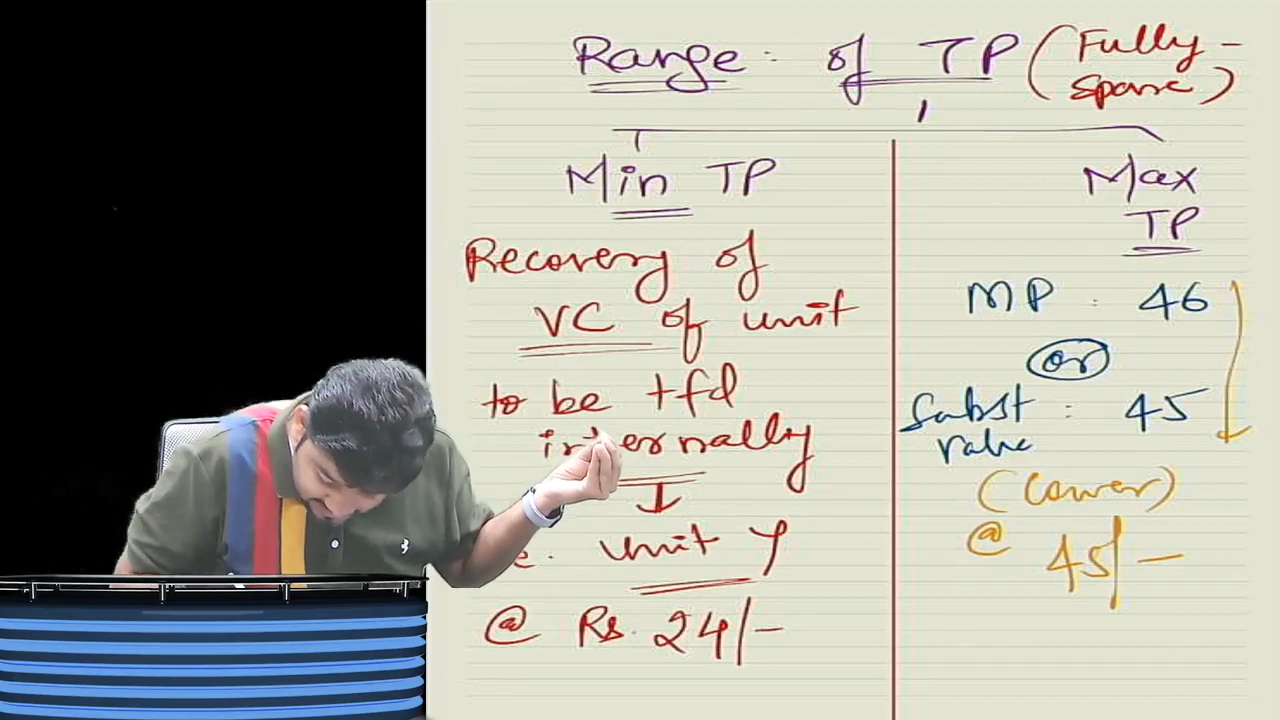 Range: of TP (Fully-
Spare)
Min TP
Recovery of
VC of unit
to be tfd
internally
↓
unit Y
@ Rs. 24/-
Max
TP
MP : 46
or
Subst : 45
value
(Lower)
@ 45/-